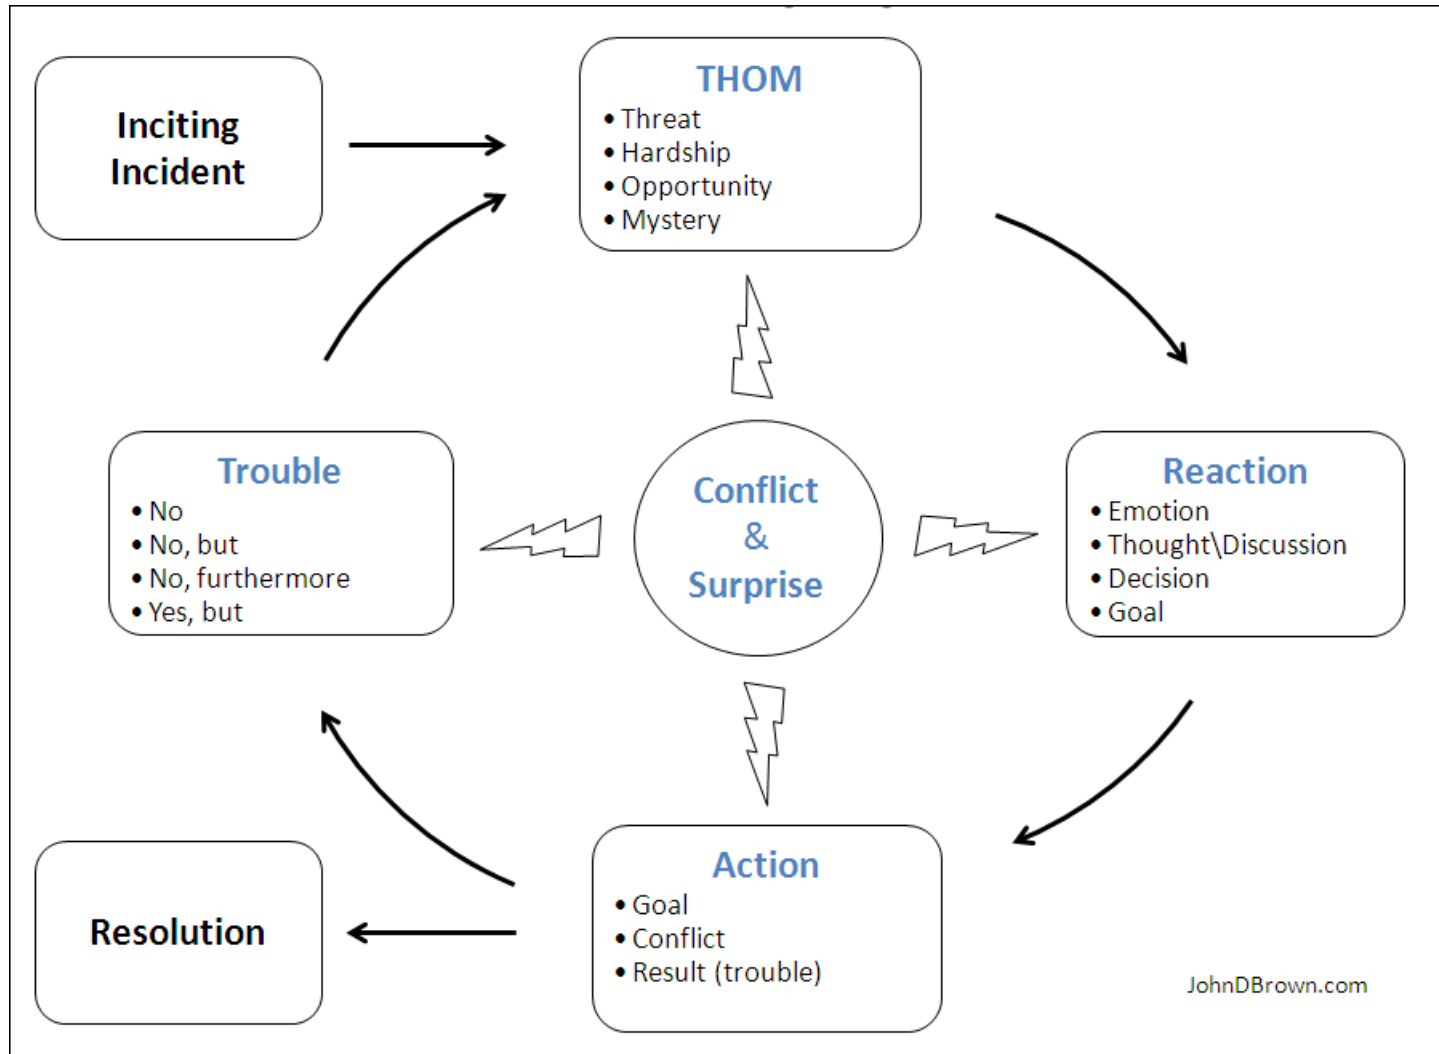 Inciting
Incident
THOM
• Threat
• Hardship
• Opportunity
• Mystery
Trouble
• No
• No, but
• No, furthermore
• Yes, but
Conflict
&
Surprise
Reaction
• Emotion
• Thought\Discussion
• Decision
• Goal
Resolution
Action
• Goal
• Conflict
• Result (trouble)
JohnDBrown.com